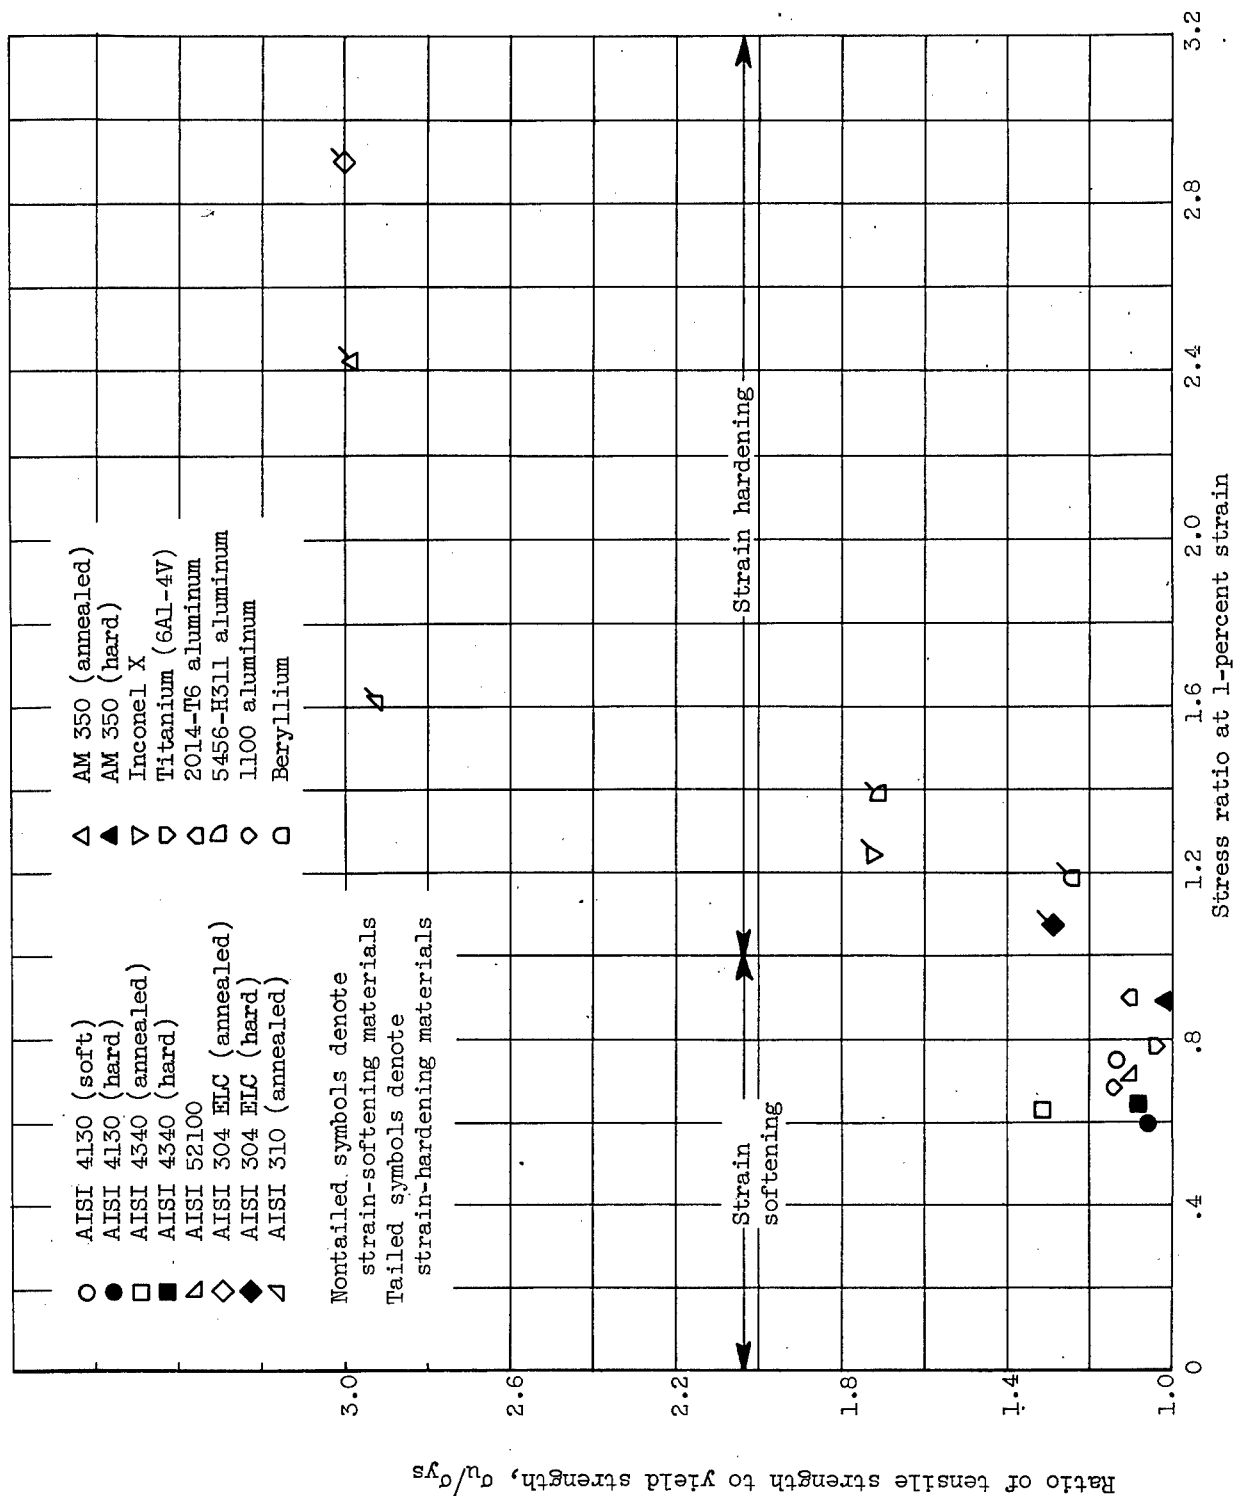 AISI 4130 (soft)
AISI 4130 (hard)
AISI 4340 (annealed)
AISI 4340 (hard)
AISI 52100
AISI 304 ELC (annealed)
AISI 304 ELC (hard)
AISI 310 (annealed)
AM 350 (annealed)
AM 350 (hard)
Inconel X
Titanium (6Al-4V)
2014-T6 aluminum
5456-H311 aluminum
1100 aluminum
Beryllium
Nontailed symbols denote
strain-softening materials
Tailed symbols denote
strain-hardening materials
Strain
softening
Strain hardening
3.0
2.6
2.2
1.8
1.4
1.0
Ratio of tensile strength to yield strength, σu/σys
0
.4
.8
1.2
1.6
2.0
2.4
2.8
3.2
Stress ratio at 1-percent strain